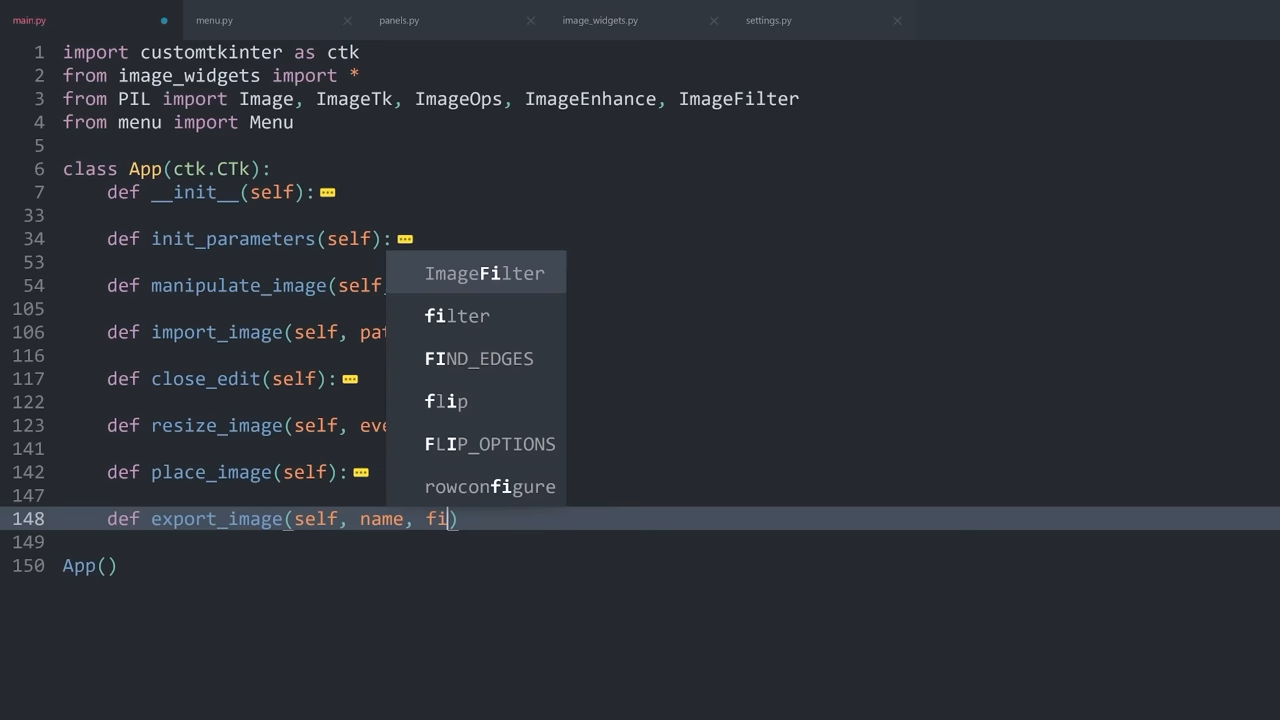 main.py menu.py panels.py image_widgets.py settings.py
1 import customtkinter as ctk
2 from image_widgets import *
3 from PIL import Image, ImageTk, ImageOps, ImageEnhance, ImageFilter
4 from menu import Menu
5
6 class App(ctk.CTk):
7 def __init__(self):
33
34 def init_parameters(self):
53
ImageFilter
54 def manipulate_image(self
105
filter
106 def import_image(self, pat
116
FIND_EDGES
117 def close_edit(self):
122
flip
123 def resize_image(self, eve
141
FLIP_OPTIONS
142 def place_image(self):
147
rowconfigure
148 def export_image(self, name, fi)
149
150 App()